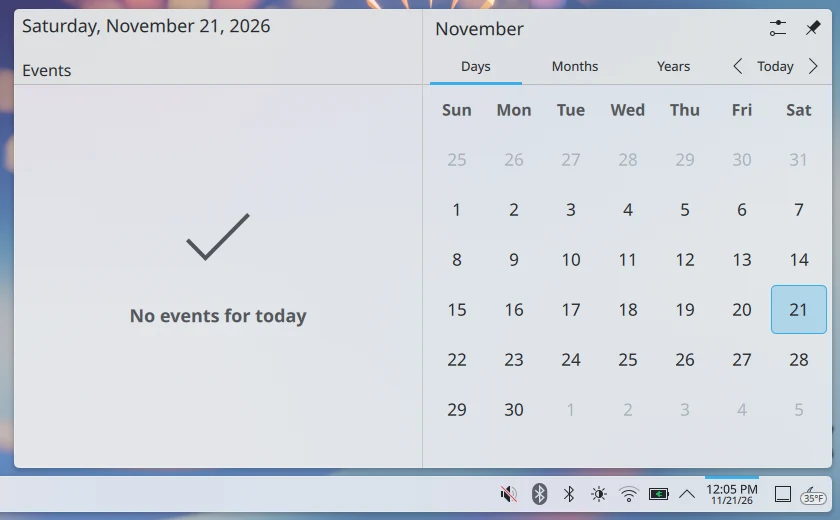 Saturday, November 21, 2026
Events
No events for today
November
Days Months Years Today
Sun Mon Tue Wed Thu Fri Sat
25 26 27 28 29 30 31
1 2 3 4 5 6 7
8 9 10 11 12 13 14
15 16 17 18 19 20 21
22 23 24 25 26 27 28
29 30 1 2 3 4 5
12:05 PM
11/21/26
35°F